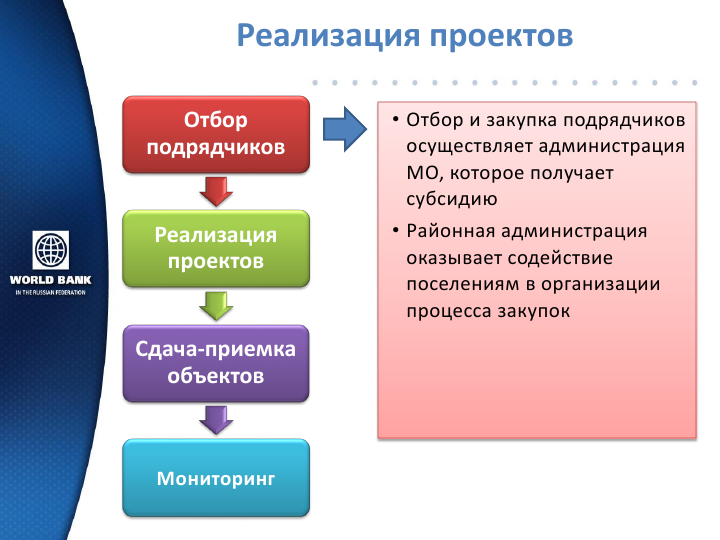 Реализация проектов
Отбор
подрядчиков
Реализация
проектов
Сдача-приемка
объектов
Мониторинг
• Отбор и закупка подрядчиков
осуществляет администрация
МО, которое получает
субсидию
• Районная администрация
оказывает содействие
поселениям в организации
процесса закупок
WORLD BANK
IN THE RUSSIAN FEDERATION